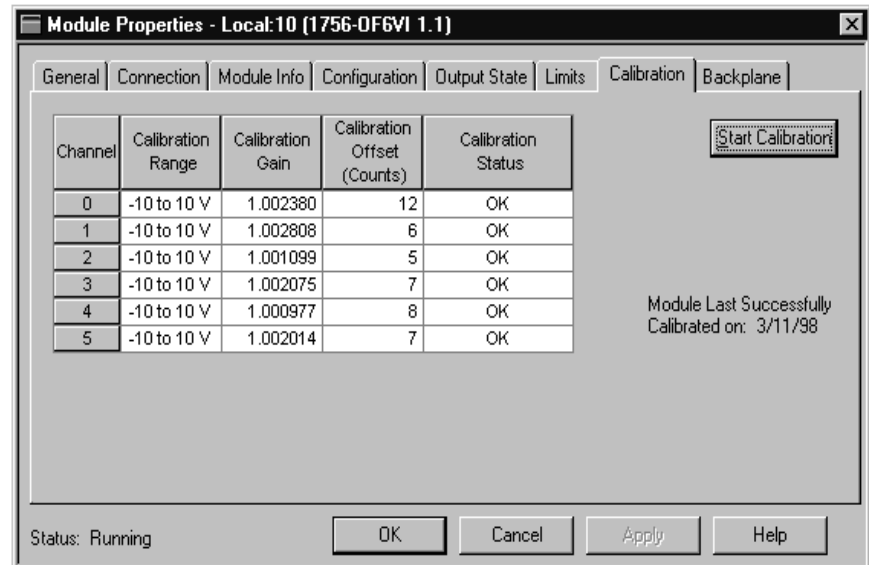 Module Properties - Local:10 (1756-OF6VI 1.1)
General Connection Module Info Configuration Output State Limits Calibration Backplane
Channel Calibration Range Calibration Gain Calibration Offset (Counts) Calibration Status
0 -10 to 10 V 1.002380 12 OK
1 -10 to 10 V 1.002808 6 OK
2 -10 to 10 V 1.001099 5 OK
3 -10 to 10 V 1.002075 7 OK
4 -10 to 10 V 1.000977 8 OK
5 -10 to 10 V 1.002014 7 OK
Start Calibration
Module Last Successfully
Calibrated on: 3/11/98
Status: Running
OK Cancel Apply Help